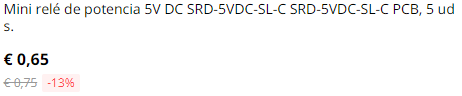 Mini relé de potencia 5V DC SRD-5VDC-SL-C SRD-5VDC-SL-C PCB, 5 ud
s.
€ 0,65
€ 0,75 -13%